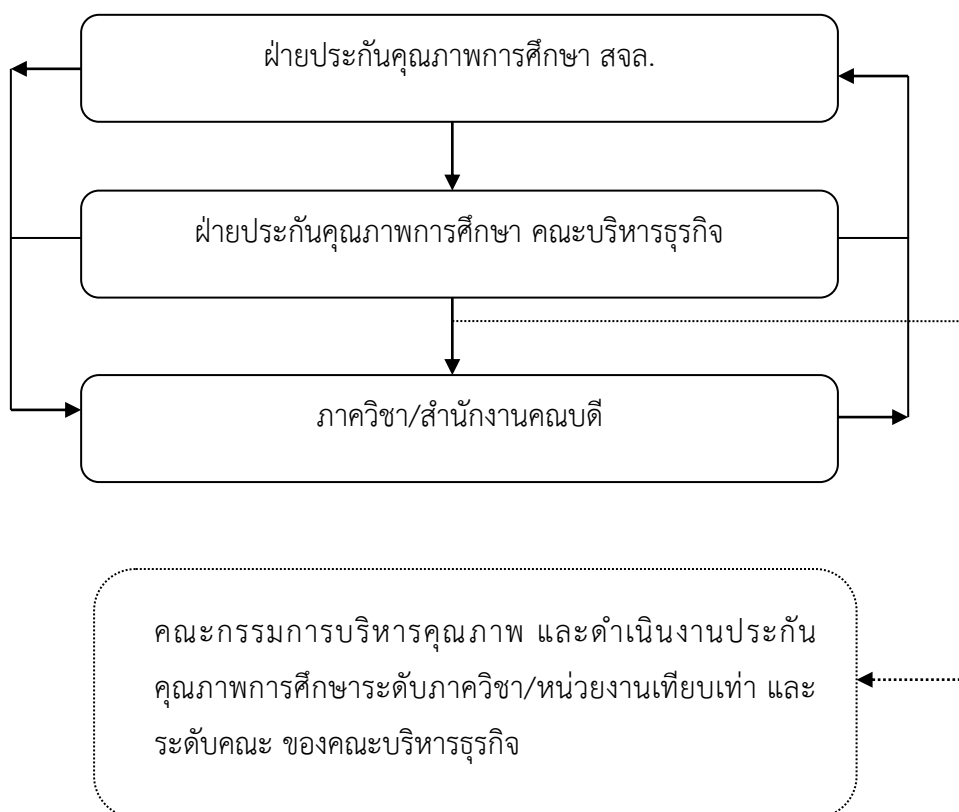 ฝ่ายประกันคุณภาพการศึกษา สจล.
ฝ่ายประกันคุณภาพการศึกษา คณะบริหารธุรกิจ
ภาควิชา/สำนักงานคณบดี
คณะกรรมการบริหารคุณภาพ และดำเนินงานประกัน
คุณภาพการศึกษาระดับภาควิชา/หน่วยงานเทียบเท่า และ
ระดับคณะ ของคณะบริหารธุรกิจ